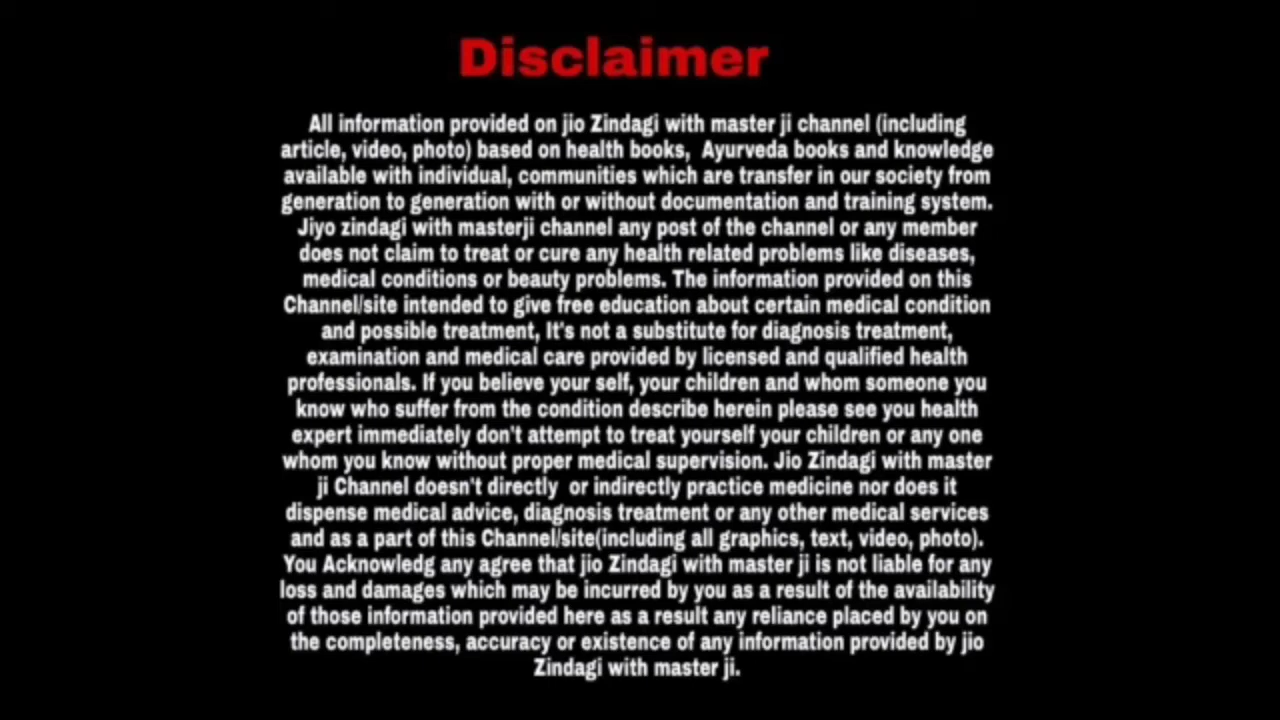 Disclaimer
All information provided on jio Zindagi with master ji channel (including
article, video, photo) based on health books, Ayurveda books and knowledge
available with individual, communities which are transfer in our society from
generation to generation with or without documentation and training system.
Jiyo zindagi with masterji channel any post of the channel or any member
does not claim to treat or cure any health related problems like diseases,
medical conditions or beauty problems. The information provided on this
Channel/site intended to give free education about certain medical condition
and possible treatment, It's not a substitute for diagnosis treatment,
examination and medical care provided by licensed and qualified health
professionals. If you believe your self, your children and whom someone you
know who suffer from the condition describe herein please see you health
expert immediately don't attempt to treat yourself your children or any one
whom you know without proper medical supervision. Jio Zindagi with master
ji Channel doesn't directly or indirectly practice medicine nor does it
dispense medical advice, diagnosis treatment or any other medical services
and as a part of this Channel/site(including all graphics, text, video, photo).
You Acknowledg any agree that jio Zindagi with master ji is not liable for any
loss and damages which may be incurred by you as a result of the availability
of those information provided here as a result any reliance placed by you on
the completeness, accuracy or existence of any information provided by jio
Zindagi with master ji.